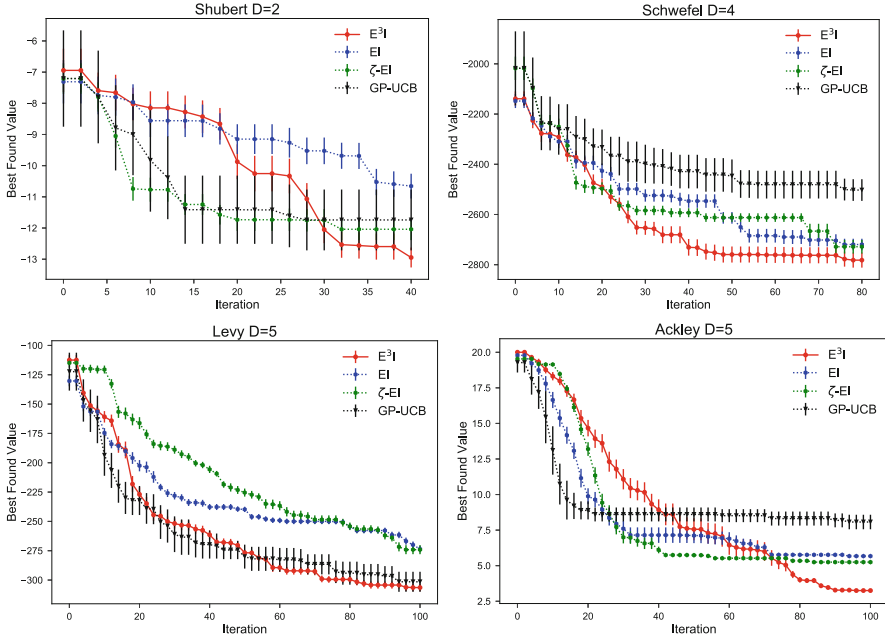 Shubert D=2
E³I
EI
ζ-EI
GP-UCB
Best Found Value
−6
−7
−8
−9
−10
−11
−12
−13
0 5 10 15 20 25 30 35 40
Iteration
Schwefel D=4
E³I
EI
ζ-EI
GP-UCB
Best Found Value
−2000
−2200
−2400
−2600
−2800
0 10 20 30 40 50 60 70 80
Iteration
Levy D=5
E³I
EI
ζ-EI
GP-UCB
Best Found Value
−100
−125
−150
−175
−200
−225
−250
−275
−300
0 20 40 60 80 100
Iteration
Ackley D=5
E³I
EI
ζ-EI
GP-UCB
Best Found Value
20.0
17.5
15.0
12.5
10.0
7.5
5.0
2.5
0 20 40 60 80 100
Iteration